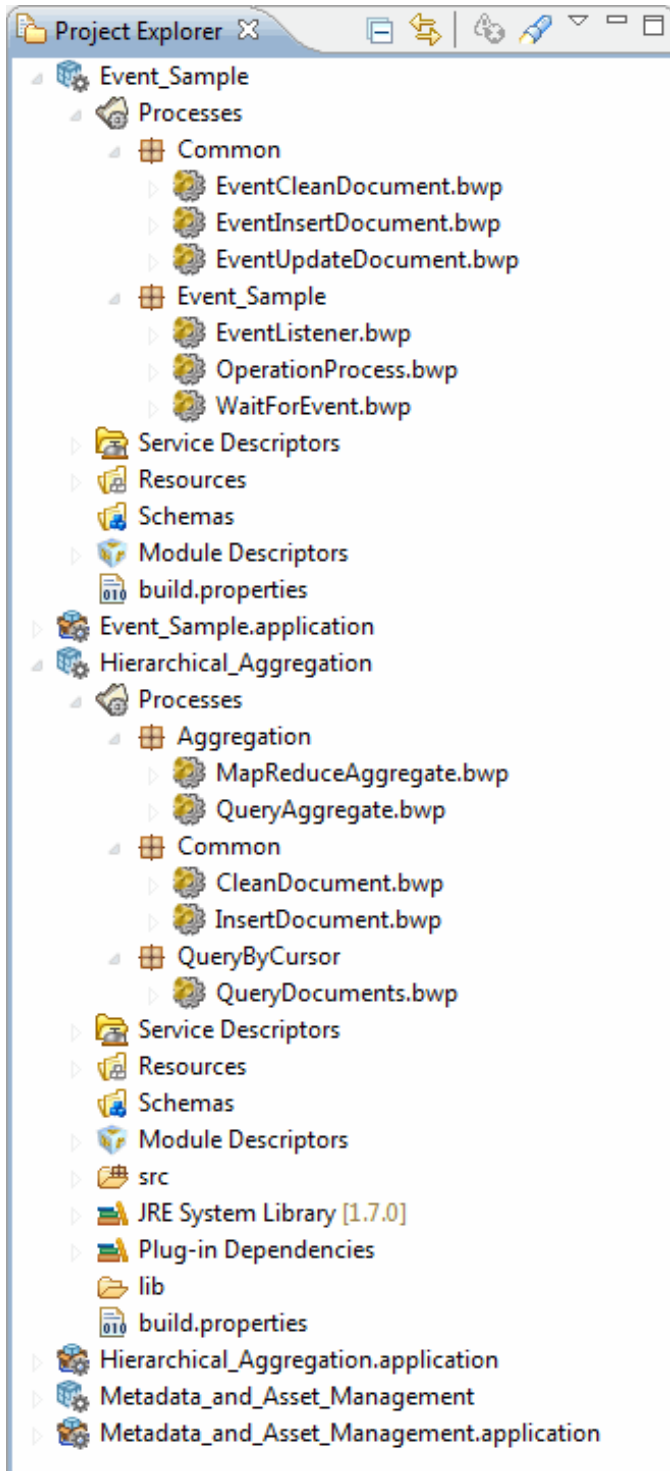 Project Explorer
Event_Sample
Processes
Common
EventCleanDocument.bwp
EventInsertDocument.bwp
EventUpdateDocument.bwp
Event_Sample
EventListener.bwp
OperationProcess.bwp
WaitForEvent.bwp
Service Descriptors
Resources
Schemas
Module Descriptors
010 build.properties
Event_Sample.application
Hierarchical_Aggregation
Processes
Aggregation
MapReduceAggregate.bwp
QueryAggregate.bwp
Common
CleanDocument.bwp
InsertDocument.bwp
QueryByCursor
QueryDocuments.bwp
Service Descriptors
Resources
Schemas
Module Descriptors
src
JRE System Library [1.7.0]
Plug-in Dependencies
lib
010 build.properties
Hierarchical_Aggregation.application
Metadata_and_Asset_Management
Metadata_and_Asset_Management.application